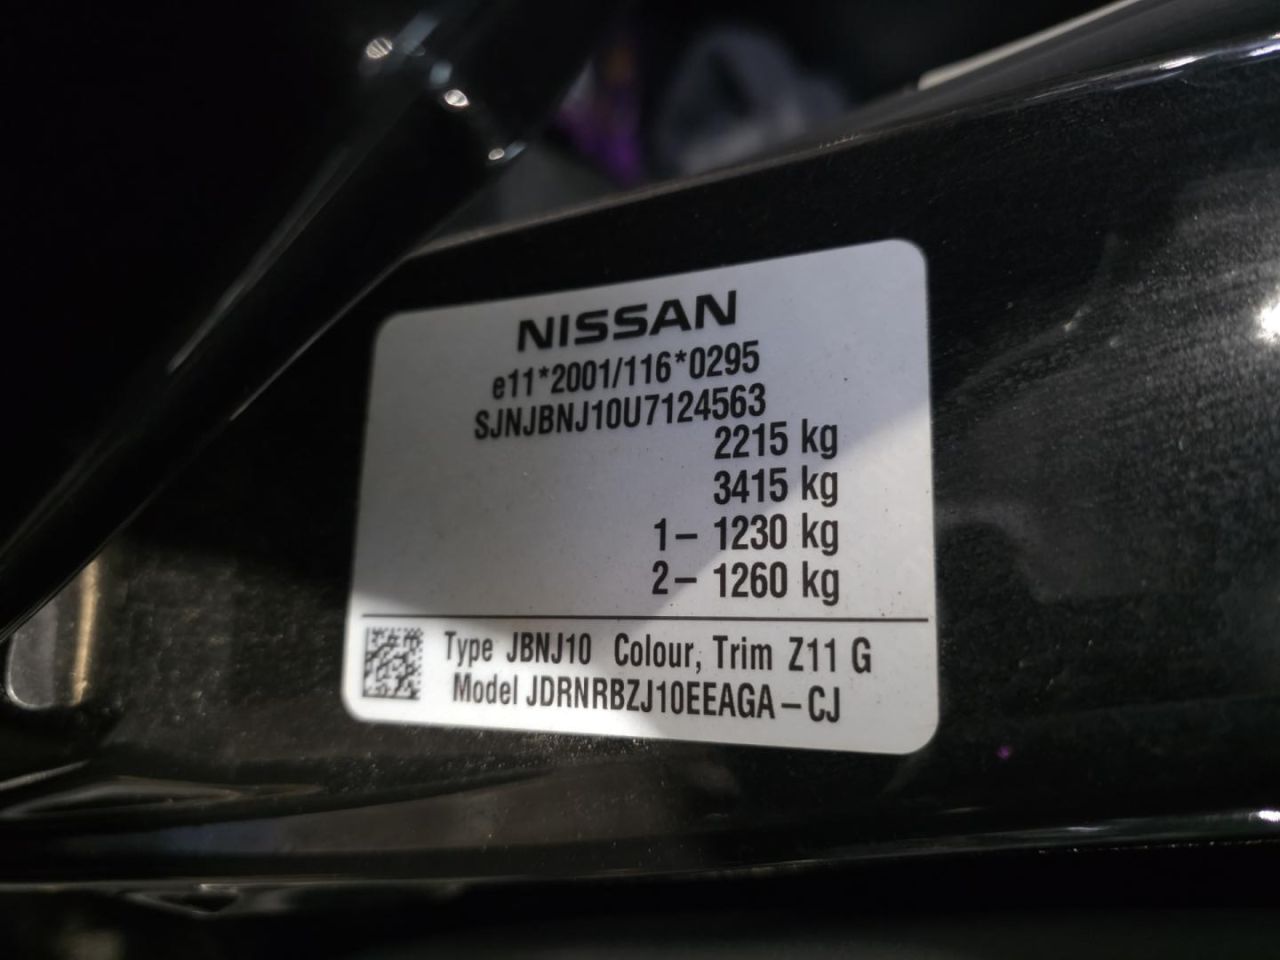 NISSAN
e11*2001/116*0295
SJNJBNJ10U7124563
2215 kg
3415 kg
1– 1230 kg
2– 1260 kg
Type JBNJ10 Colour, Trim Z11 G
Model JDRNRBZJ10EEAGA–CJ